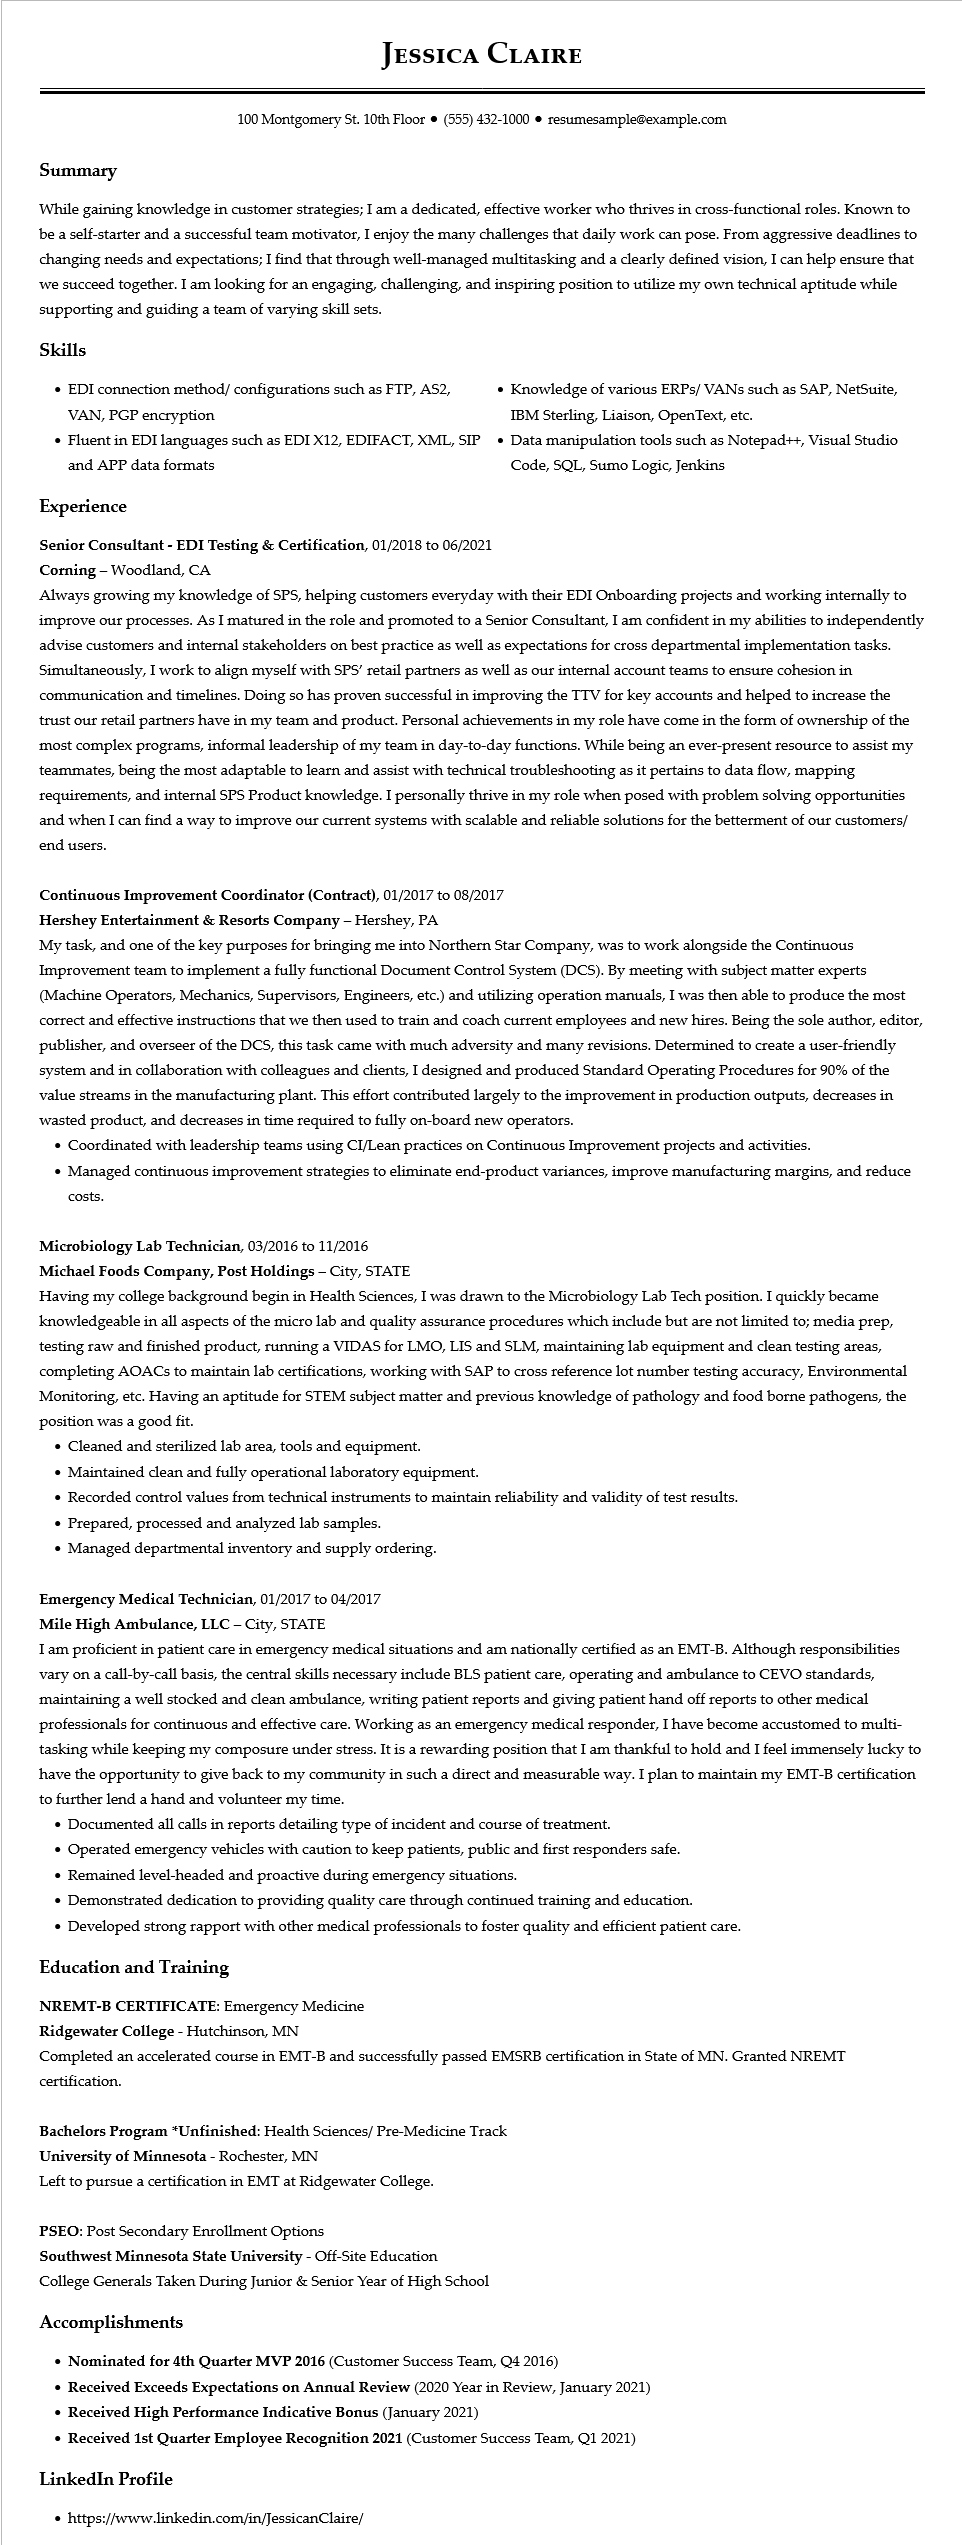 Jessica Claire
100 Montgomery St. 10th Floor ● (555) 432-1000 ● resumesample@example.com
Summary
While gaining knowledge in customer strategies; I am a dedicated, effective worker who thrives in cross-functional roles. Known to
be a self-starter and a successful team motivator, I enjoy the many challenges that daily work can pose. From aggressive deadlines to
changing needs and expectations; I find that through well-managed multitasking and a clearly defined vision, I can help ensure that
we succeed together. I am looking for an engaging, challenging, and inspiring position to utilize my own technical aptitude while
supporting and guiding a team of varying skill sets.
Skills
• EDI connection method/ configurations such as FTP, AS2,
VAN, PGP encryption
• Fluent in EDI languages such as EDI X12, EDIFACT, XML, SIP
and APP data formats
• Knowledge of various ERPs/ VANs such as SAP, NetSuite,
IBM Sterling, Liaison, OpenText, etc.
• Data manipulation tools such as Notepad++, Visual Studio
Code, SQL, Sumo Logic, Jenkins
Experience
Senior Consultant - EDI Testing & Certification, 01/2018 to 06/2021
Corning – Woodland, CA
Always growing my knowledge of SPS, helping customers everyday with their EDI Onboarding projects and working internally to
improve our processes. As I matured in the role and promoted to a Senior Consultant, I am confident in my abilities to independently
advise customers and internal stakeholders on best practice as well as expectations for cross departmental implementation tasks.
Simultaneously, I work to align myself with SPS’ retail partners as well as our internal account teams to ensure cohesion in
communication and timelines. Doing so has proven successful in improving the TTV for key accounts and helped to increase the
trust our retail partners have in my team and product. Personal achievements in my role have come in the form of ownership of the
most complex programs, informal leadership of my team in day-to-day functions. While being an ever-present resource to assist my
teammates, being the most adaptable to learn and assist with technical troubleshooting as it pertains to data flow, mapping
requirements, and internal SPS Product knowledge. I personally thrive in my role when posed with problem solving opportunities
and when I can find a way to improve our current systems with scalable and reliable solutions for the betterment of our customers/
end users.
Continuous Improvement Coordinator (Contract), 01/2017 to 08/2017
Hershey Entertainment & Resorts Company – Hershey, PA
My task, and one of the key purposes for bringing me into Northern Star Company, was to work alongside the Continuous
Improvement team to implement a fully functional Document Control System (DCS). By meeting with subject matter experts
(Machine Operators, Mechanics, Supervisors, Engineers, etc.) and utilizing operation manuals, I was then able to produce the most
correct and effective instructions that we then used to train and coach current employees and new hires. Being the sole author, editor,
publisher, and overseer of the DCS, this task came with much adversity and many revisions. Determined to create a user-friendly
system and in collaboration with colleagues and clients, I designed and produced Standard Operating Procedures for 90% of the
value streams in the manufacturing plant. This effort contributed largely to the improvement in production outputs, decreases in
wasted product, and decreases in time required to fully on-board new operators.
• Coordinated with leadership teams using CI/Lean practices on Continuous Improvement projects and activities.
• Managed continuous improvement strategies to eliminate end-product variances, improve manufacturing margins, and reduce
costs.
Microbiology Lab Technician, 03/2016 to 11/2016
Michael Foods Company, Post Holdings – City, STATE
Having my college background begin in Health Sciences, I was drawn to the Microbiology Lab Tech position. I quickly became
knowledgeable in all aspects of the micro lab and quality assurance procedures which include but are not limited to; media prep,
testing raw and finished product, running a VIDAS for LMO, LIS and SLM, maintaining lab equipment and clean testing areas,
completing AOACs to maintain lab certifications, working with SAP to cross reference lot number testing accuracy, Environmental
Monitoring, etc. Having an aptitude for STEM subject matter and previous knowledge of pathology and food borne pathogens, the
position was a good fit.
• Cleaned and sterilized lab area, tools and equipment.
• Maintained clean and fully operational laboratory equipment.
• Recorded control values from technical instruments to maintain reliability and validity of test results.
• Prepared, processed and analyzed lab samples.
• Managed departmental inventory and supply ordering.
Emergency Medical Technician, 01/2017 to 04/2017
Mile High Ambulance, LLC – City, STATE
I am proficient in patient care in emergency medical situations and am nationally certified as an EMT-B. Although responsibilities
vary on a call-by-call basis, the central skills necessary include BLS patient care, operating and ambulance to CEVO standards,
maintaining a well stocked and clean ambulance, writing patient reports and giving patient hand off reports to other medical
professionals for continuous and effective care. Working as an emergency medical responder, I have become accustomed to multi-
tasking while keeping my composure under stress. It is a rewarding position that I am thankful to hold and I feel immensely lucky to
have the opportunity to give back to my community in such a direct and measurable way. I plan to maintain my EMT-B certification
to further lend a hand and volunteer my time.
• Documented all calls in reports detailing type of incident and course of treatment.
• Operated emergency vehicles with caution to keep patients, public and first responders safe.
• Remained level-headed and proactive during emergency situations.
• Demonstrated dedication to providing quality care through continued training and education.
• Developed strong rapport with other medical professionals to foster quality and efficient patient care.
Education and Training
NREMT-B CERTIFICATE: Emergency Medicine
Ridgewater College - Hutchinson, MN
Completed an accelerated course in EMT-B and successfully passed EMSRB certification in State of MN. Granted NREMT
certification.
Bachelors Program *Unfinished: Health Sciences/ Pre-Medicine Track
University of Minnesota - Rochester, MN
Left to pursue a certification in EMT at Ridgewater College.
PSEO: Post Secondary Enrollment Options
Southwest Minnesota State University - Off-Site Education
College Generals Taken During Junior & Senior Year of High School
Accomplishments
• Nominated for 4th Quarter MVP 2016 (Customer Success Team, Q4 2016)
• Received Exceeds Expectations on Annual Review (2020 Year in Review, January 2021)
• Received High Performance Indicative Bonus (January 2021)
• Received 1st Quarter Employee Recognition 2021 (Customer Success Team, Q1 2021)
LinkedIn Profile
• https://www.linkedin.com/in/JessicanClaire/